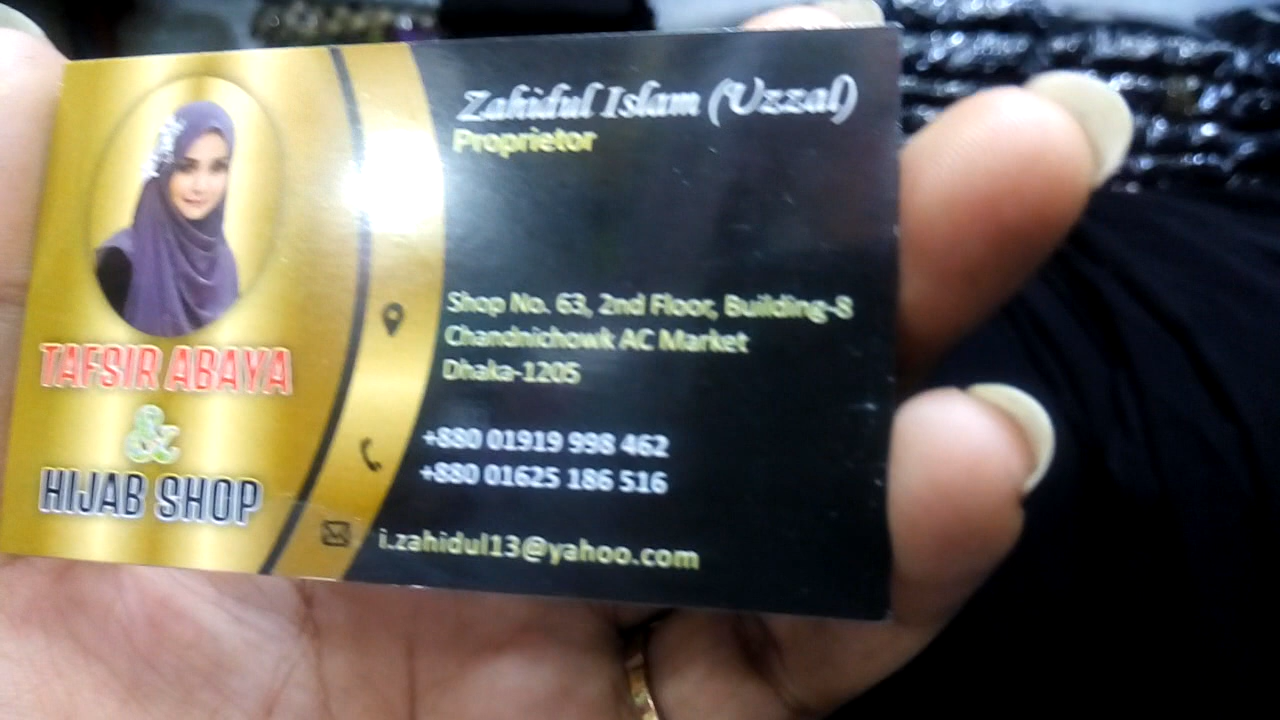 TAFSIR ABAYA
&
HIJAB SHOP
Zahidul Islam (Uzzal)
Proprietor
Shop No. 63, 2nd Floor, Building-8
Chandnichowk AC Market
Dhaka-1205
+880 01919 998 462
+880 01625 186 516
i.zahidul13@yahoo.com